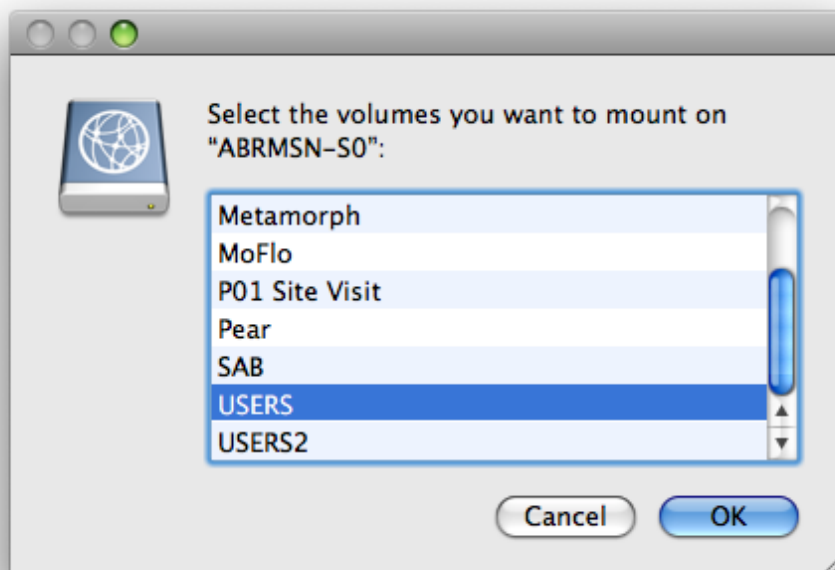 Select the volumes you want to mount on
“ABRMSN-S0”:
Metamorph
MoFlo
P01 Site Visit
Pear
SAB
USERS
USERS2
Cancel
OK